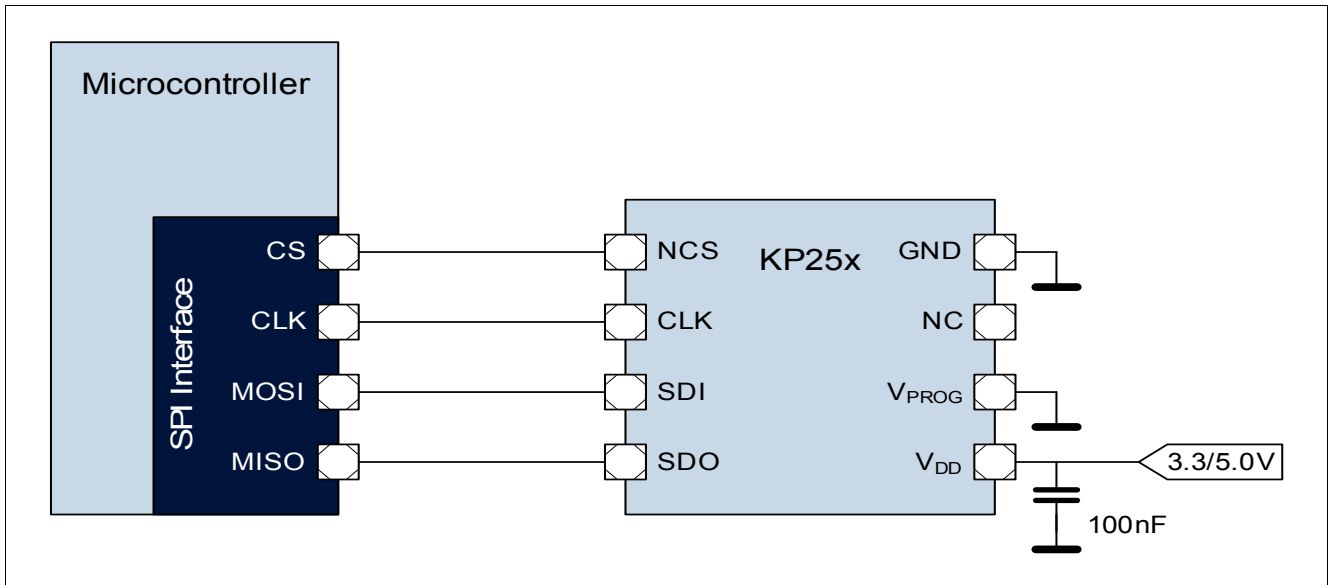 Microcontroller
SPI Interface
CS
CLK
MOSI
MISO
KP25x
NCS
CLK
SDI
SDO
GND
NC
VPROG
VDD
3.3/5.0V
100nF